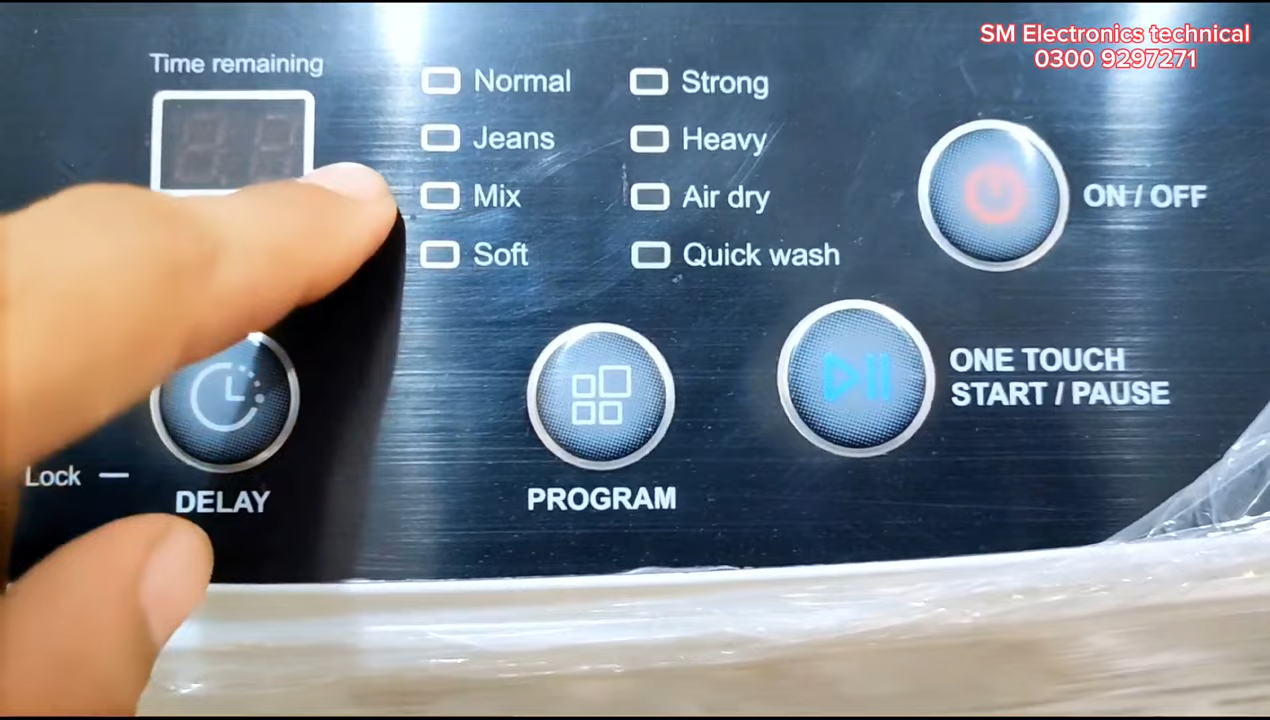 SM Electronics technical
0300 9297271
Time remaining
Normal
Jeans
Mix
Soft
Strong
Heavy
Air dry
Quick wash
ON / OFF
ONE TOUCH
START / PAUSE
Lock
DELAY
PROGRAM